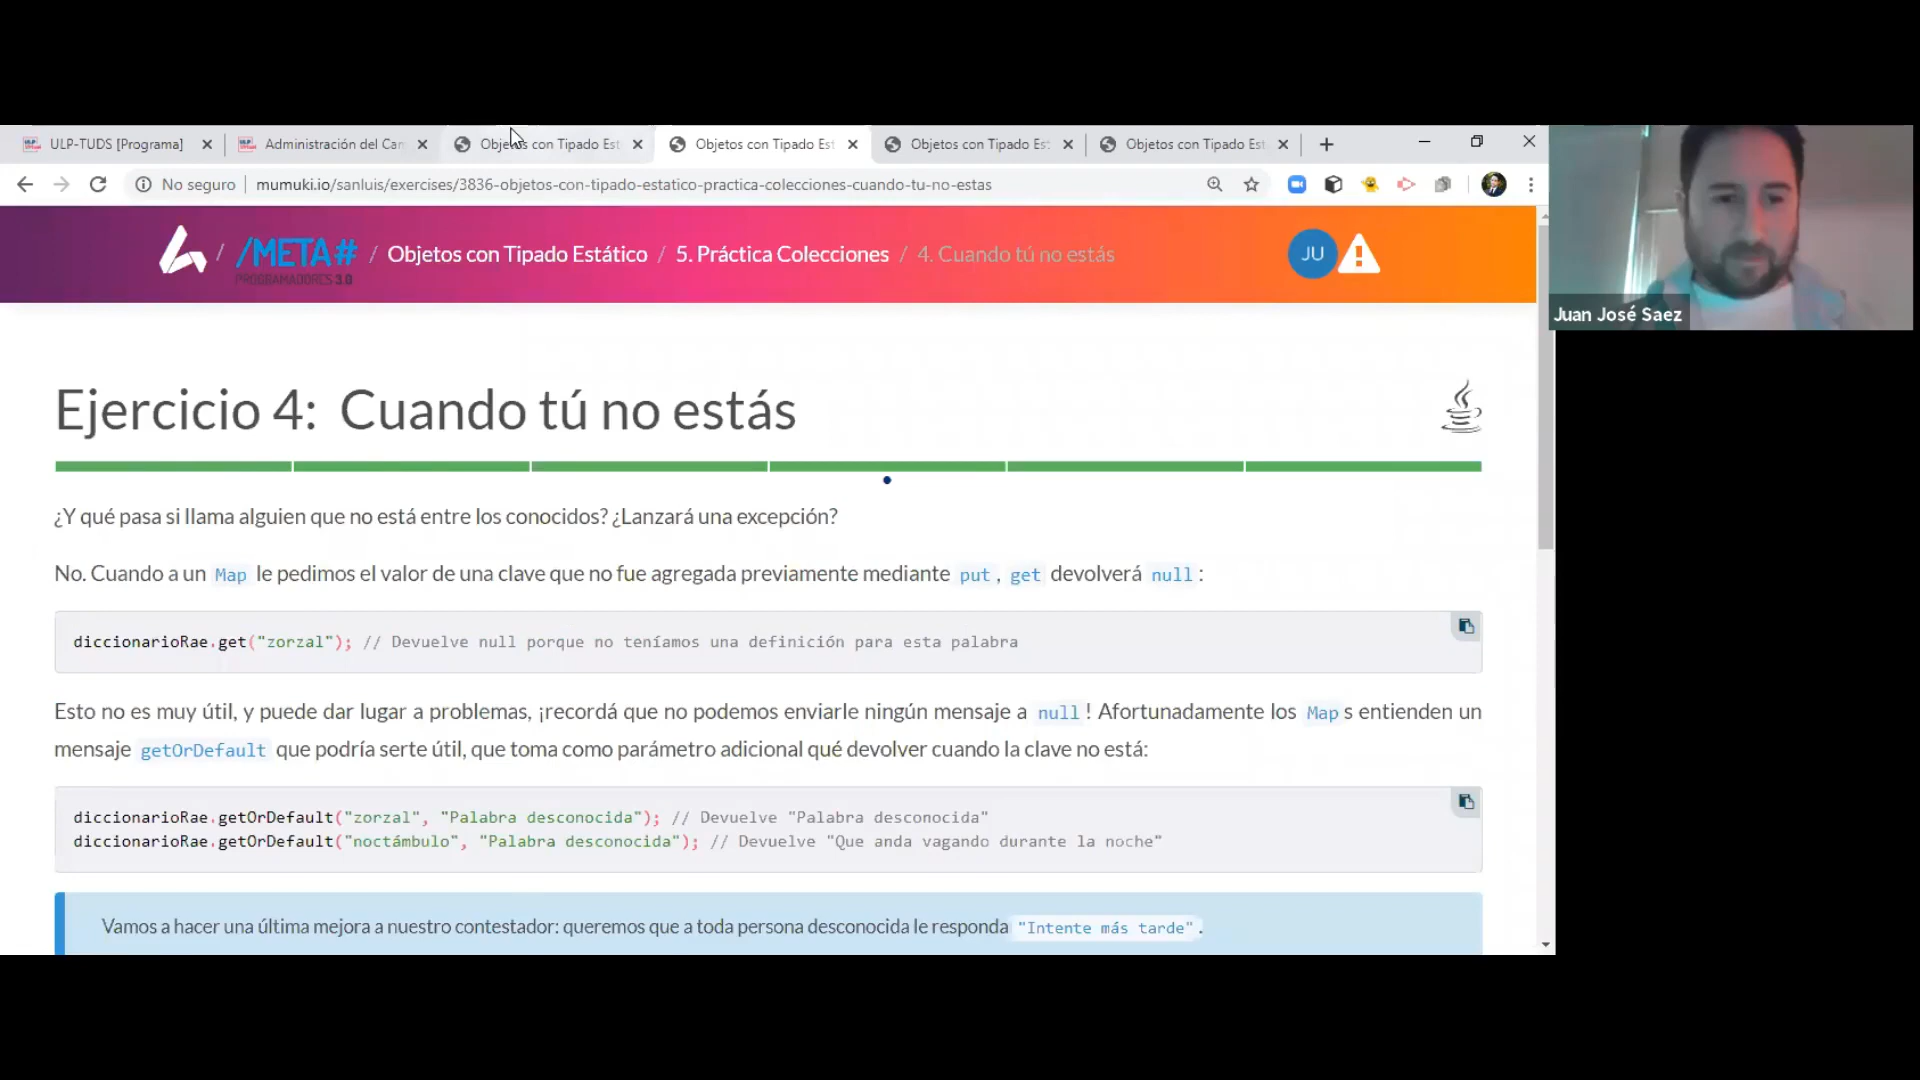 ULP-TUDS [Programa]
Administración del Can
Objetos con Tipado Est
Objetos con Tipado Est
Objetos con Tipado Est
Objetos con Tipado Est
No seguro
mumuki.io/sanluis/exercises/3836-objetos-con-tipado-estatico-practica-colecciones-cuando-tu-no-estas
/ /META# / Objetos con Tipado Estático / 5. Práctica Colecciones / 4. Cuando tú no estás
PROGRAMADORES 3.0
JU
Juan José Saez
Ejercicio 4: Cuando tú no estás
¿Y qué pasa si llama alguien que no está entre los conocidos? ¿Lanzará una excepción?
No. Cuando a un Map le pedimos el valor de una clave que no fue agregada previamente mediante put, get devolverá null:
diccionarioRae.get("zorzal"); // Devuelve null porque no teníamos una definición para esta palabra
Esto no es muy útil, y puede dar lugar a problemas, ¡recordá que no podemos enviarle ningún mensaje a null! Afortunadamente los Maps entienden un
mensaje getOrDefault que podría serte útil, que toma como parámetro adicional qué devolver cuando la clave no está:
diccionarioRae.getOrDefault("zorzal", "Palabra desconocida"); // Devuelve "Palabra desconocida"
diccionarioRae.getOrDefault("noctámbulo", "Palabra desconocida"); // Devuelve "Que anda vagando durante la noche"
Vamos a hacer una última mejora a nuestro contestador: queremos que a toda persona desconocida le responda "Intente más tarde".